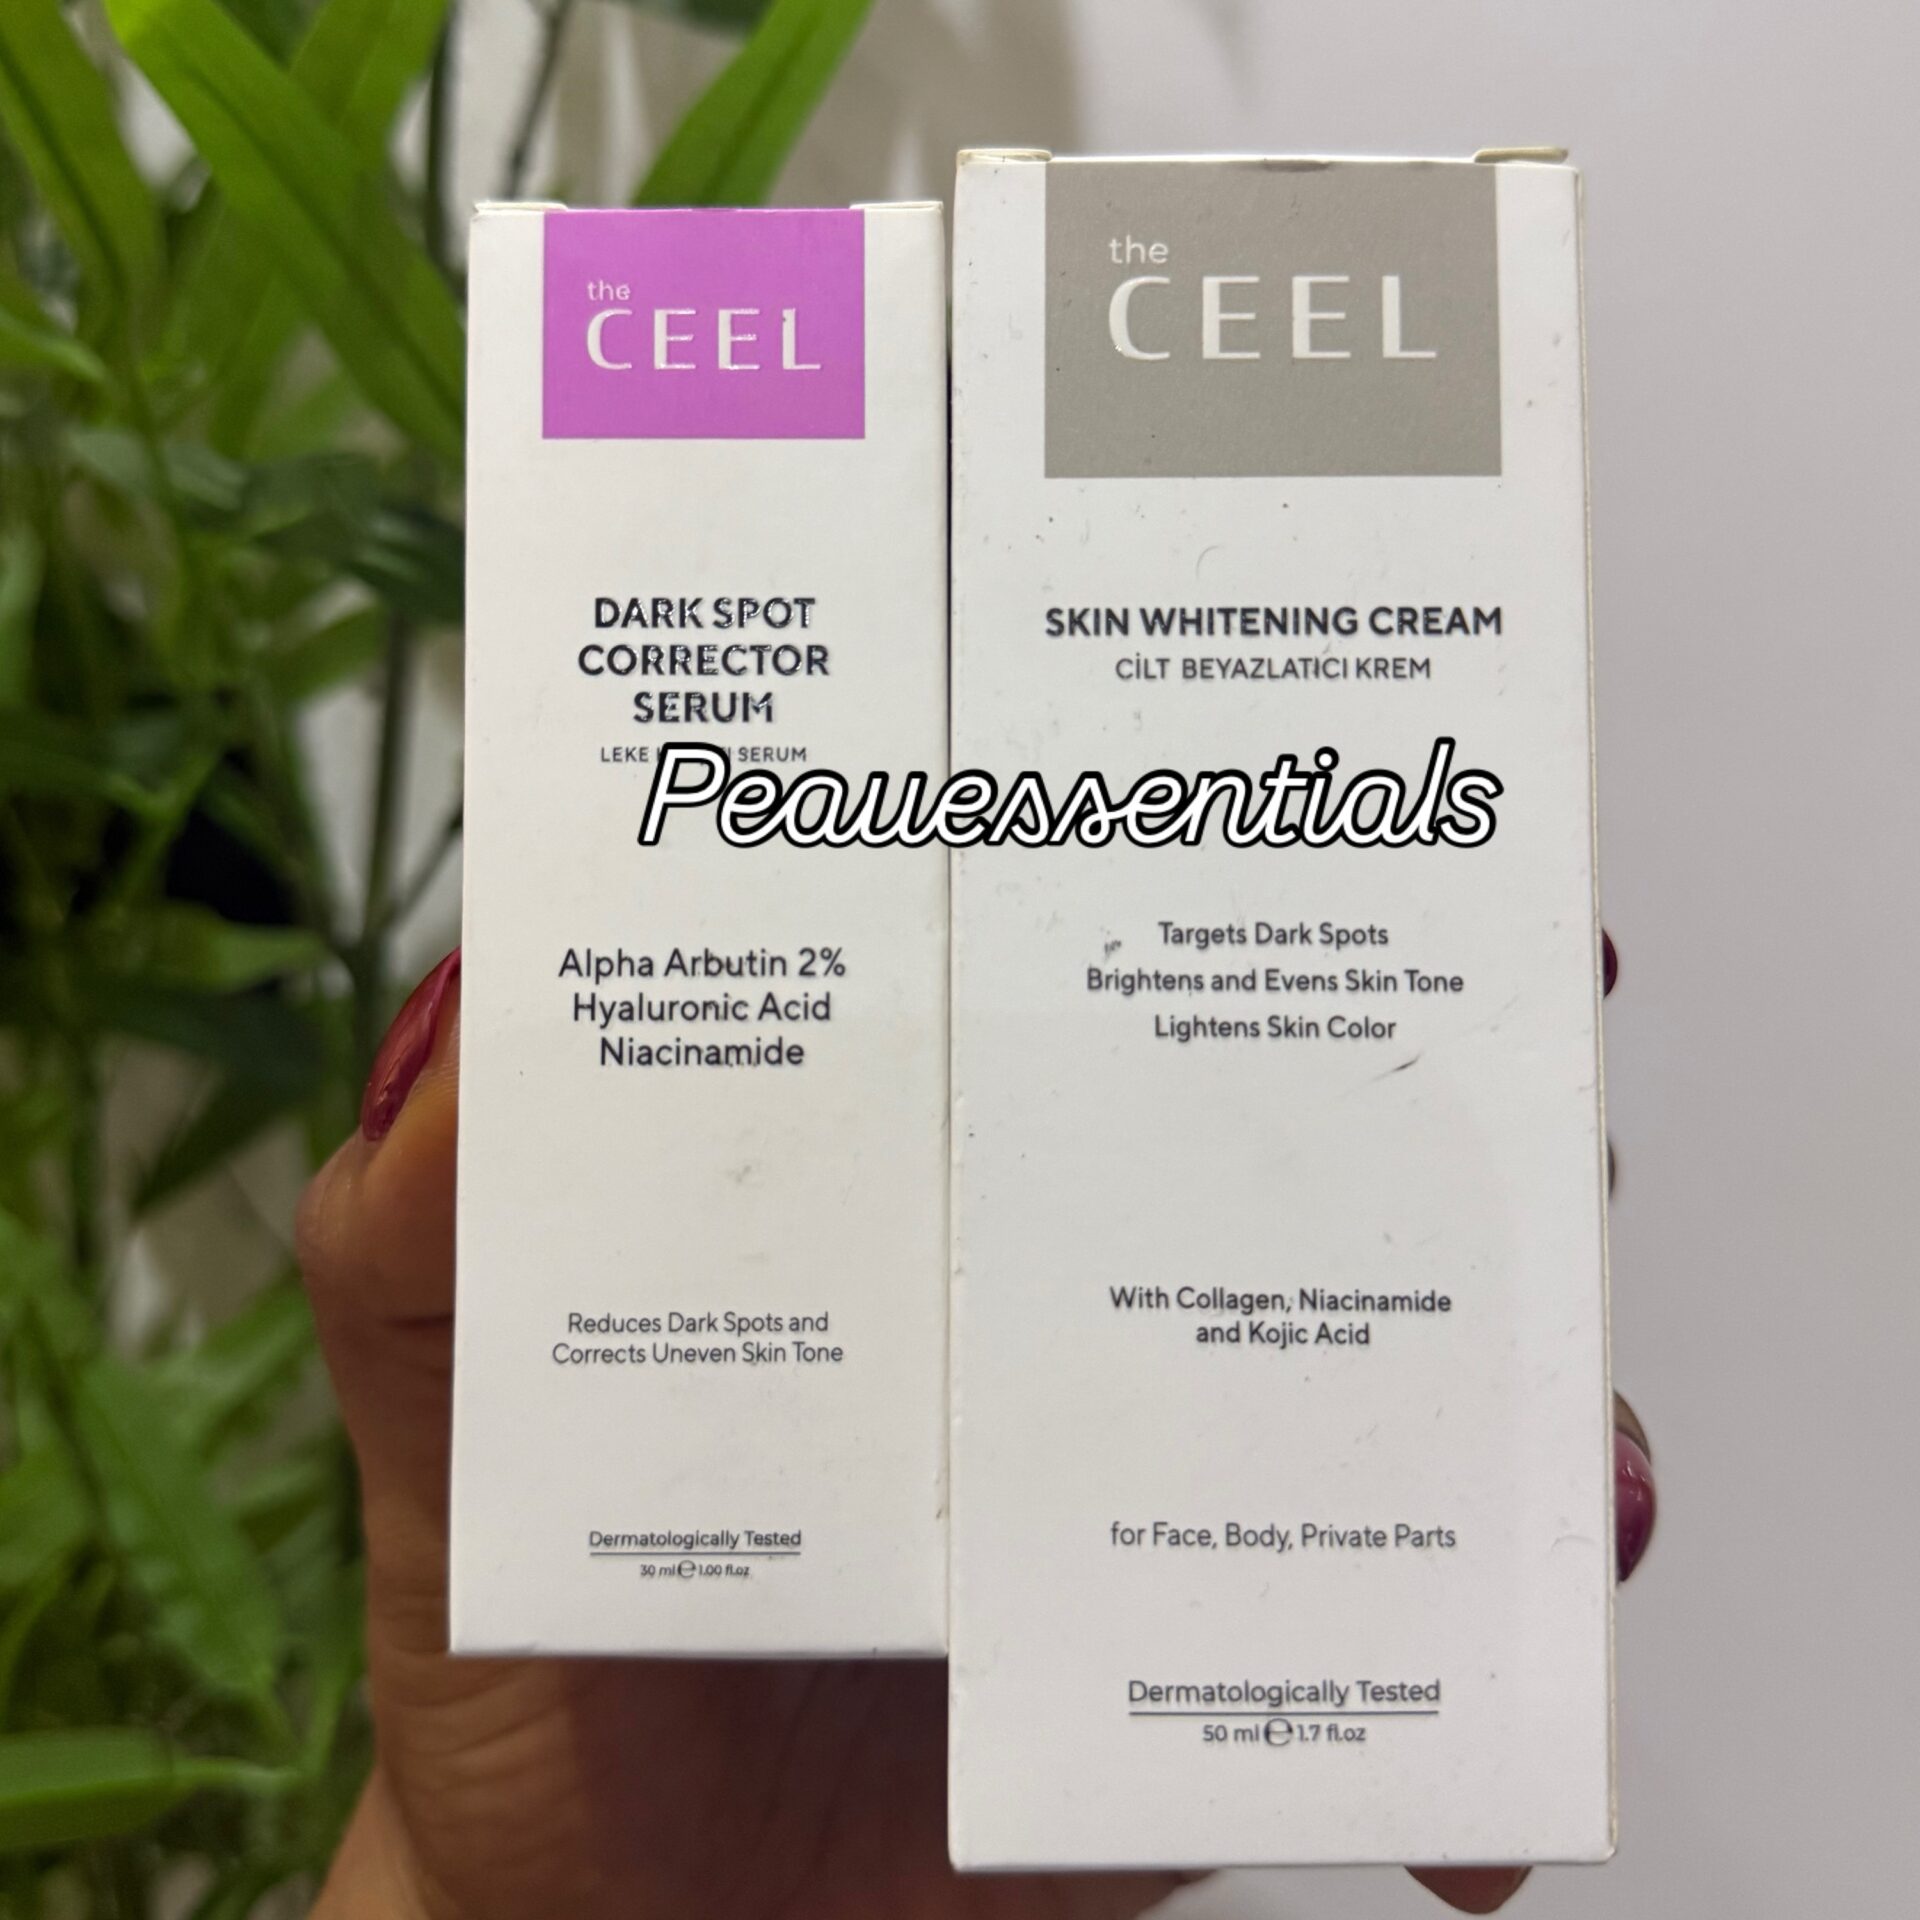 the
CEEL
DARK SPOT
CORRECTOR
SERUM
LEKE SERUM
Alpha Arbutin 2%
Hyaluronic Acid
Niacinamide
Reduces Dark Spots and
Corrects Uneven Skin Tone
Dermatologically Tested
30 ml ℮ 1.00 fl.oz
the
CEEL
SKIN WHITENING CREAM
CİLT BEYAZLATICI KREM
Peauessentials
Targets Dark Spots
Brightens and Evens Skin Tone
Lightens Skin Color
With Collagen, Niacinamide
and Kojic Acid
for Face, Body, Private Parts
Dermatologically Tested
50 ml ℮ 1.7 fl.oz